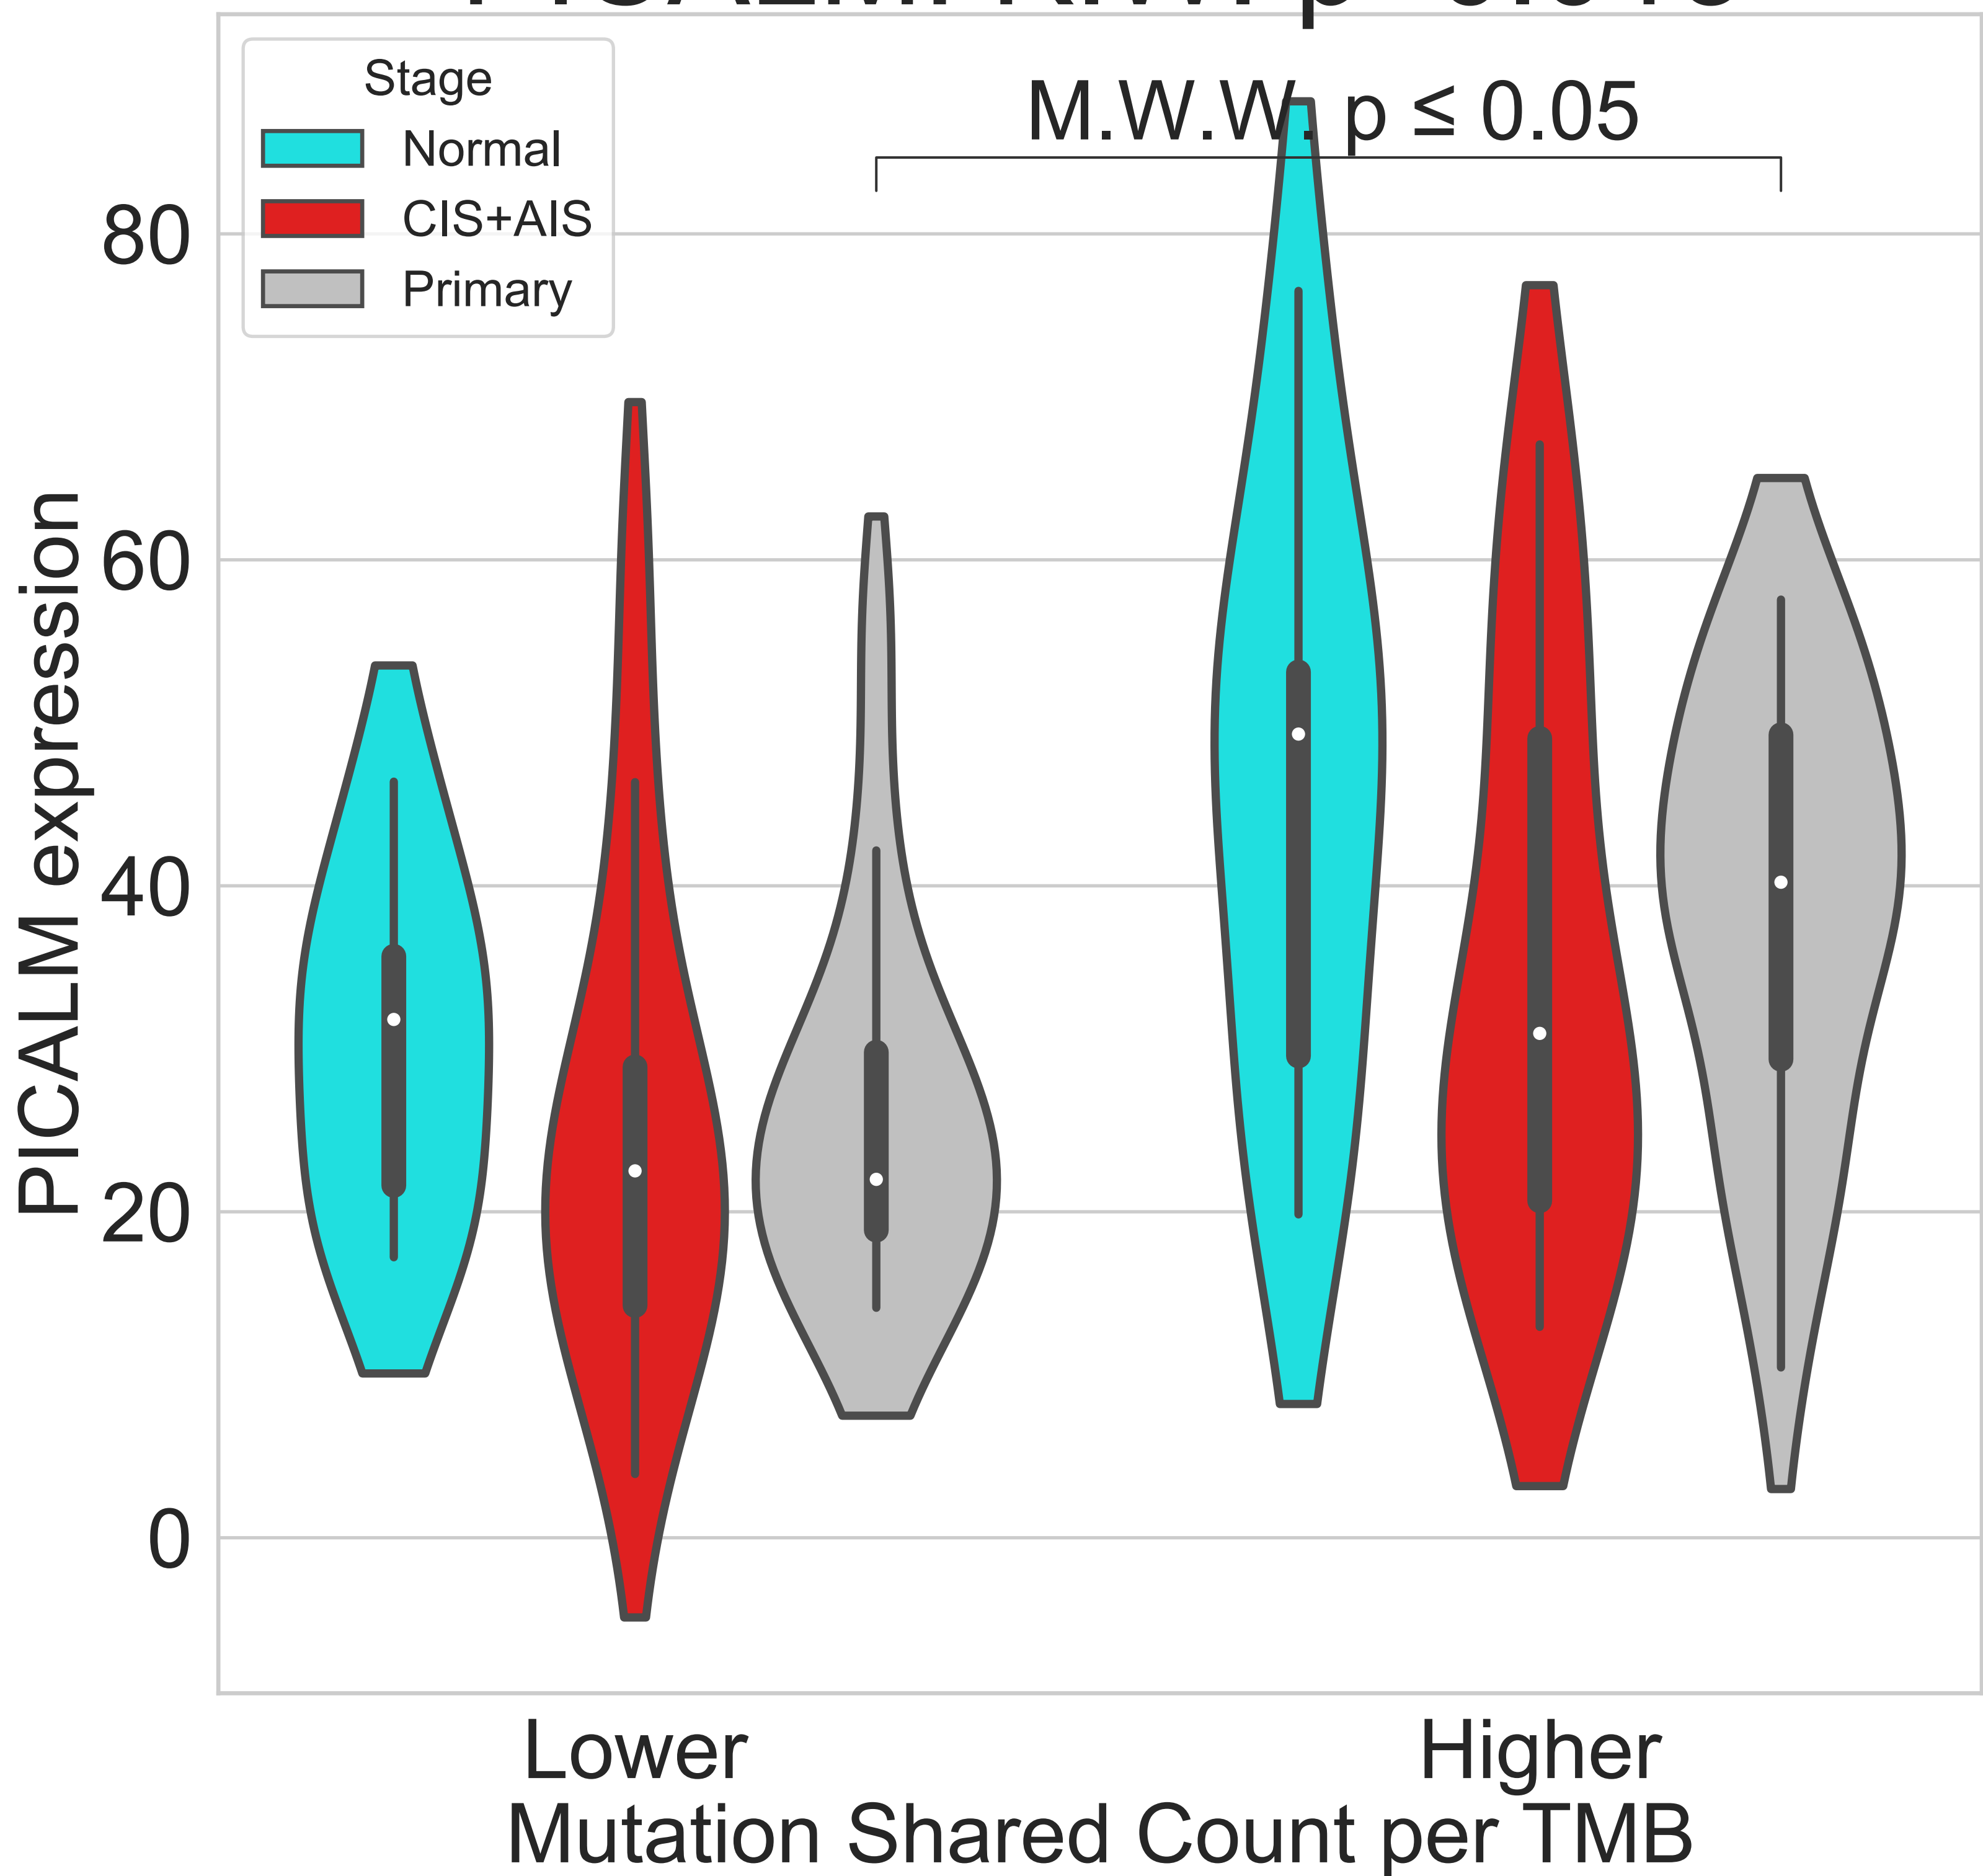 M.W.W. p ≤ 0.05
Stage
Normal
CIS+AIS
Primary
PICALM expression
80
60
40
20
0
Lower
Higher
Mutation Shared Count per TMB